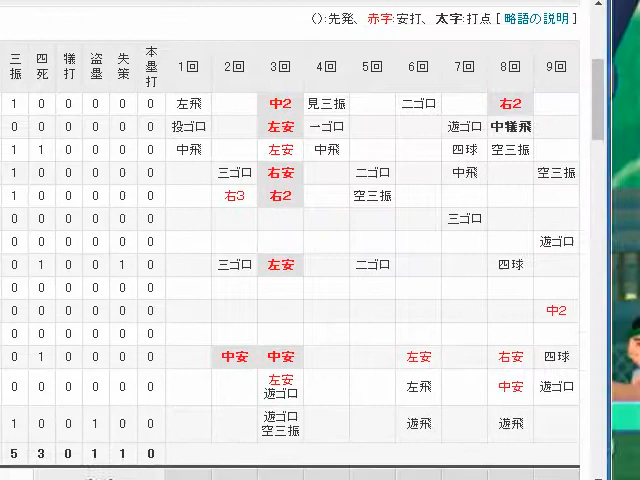 ():先発、赤字:安打、太字:打点 [ 略語の説明 ]
三振 四死 犠打 盗塁 失策 本塁打 1回 2回 3回 4回 5回 6回 7回 8回 9回
1 0 0 0 0 0 左飛 中2 見三振 二ゴロ 右2
0 0 0 0 0 0 投ゴロ 左安 一ゴロ 遊ゴロ 中犠飛
1 1 0 0 0 0 中飛 左安 中飛 四球 空三振
1 0 0 0 0 0 三ゴロ 右安 二ゴロ 中飛 空三振
1 0 0 0 0 0 右3 右2 空三振
0 0 0 0 0 0 三ゴロ
0 0 0 0 0 0 遊ゴロ
0 1 0 0 1 0 三ゴロ 左安 二ゴロ 四球
0 0 0 0 0 0
0 0 0 0 0 0 中2
0 0 0 0 0 0
0 1 0 0 0 0 中安 中安 左安 右安 四球
0 0 0 0 0 0 左安 遊ゴロ 左飛 中安 遊ゴロ
1 0 0 1 0 0 遊ゴロ 空三振 遊飛 遊飛
5 3 0 1 1 0